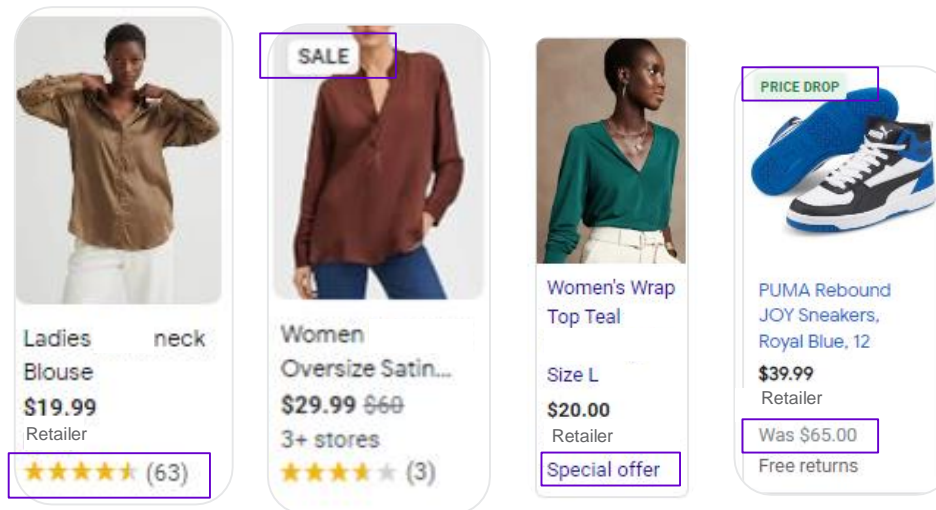 Ladies neck
Blouse
$19.99
Retailer
(63)
SALE
Women
Oversize Satin...
$29.99 $60
3+ stores
(3)
Women's Wrap
Top Teal
Size L
$20.00
Retailer
Special offer
PRICE DROP
PUMA Rebound
JOY Sneakers,
Royal Blue, 12
$39.99
Retailer
Was $65.00
Free returns